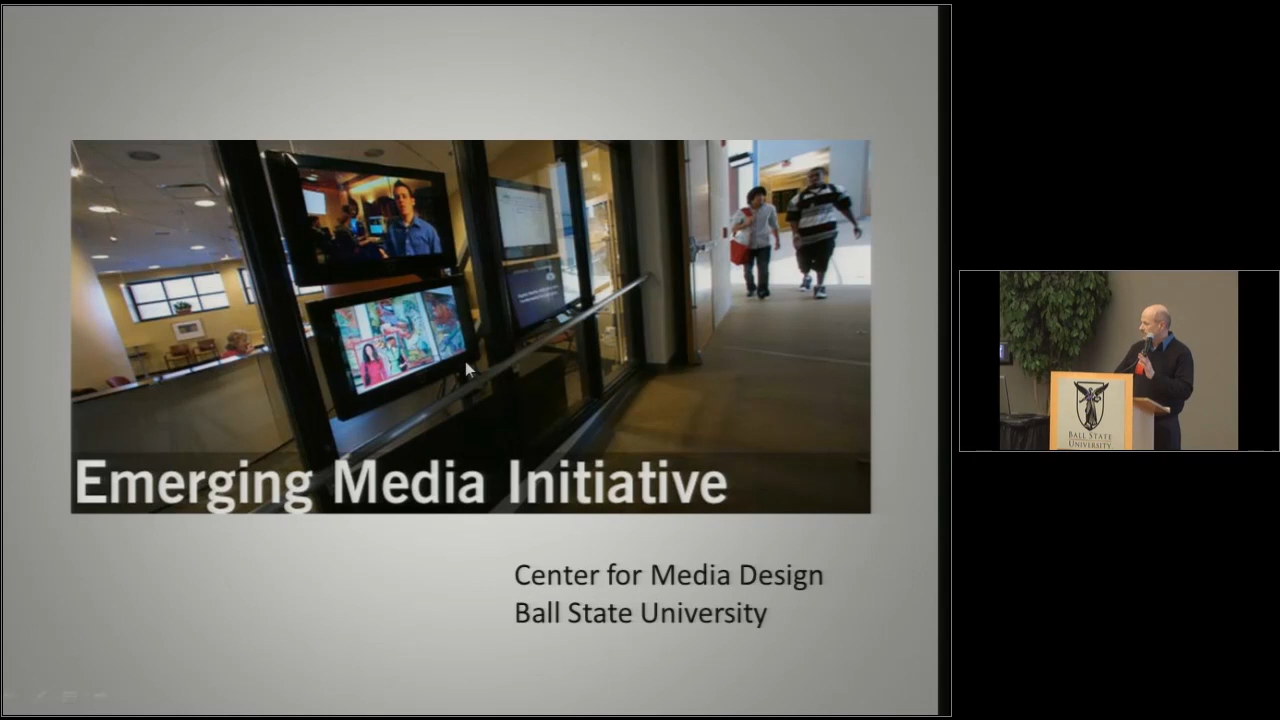 Emerging Media Initiative
Center for Media Design
Ball State University
BALL STATE
UNIVERSITY